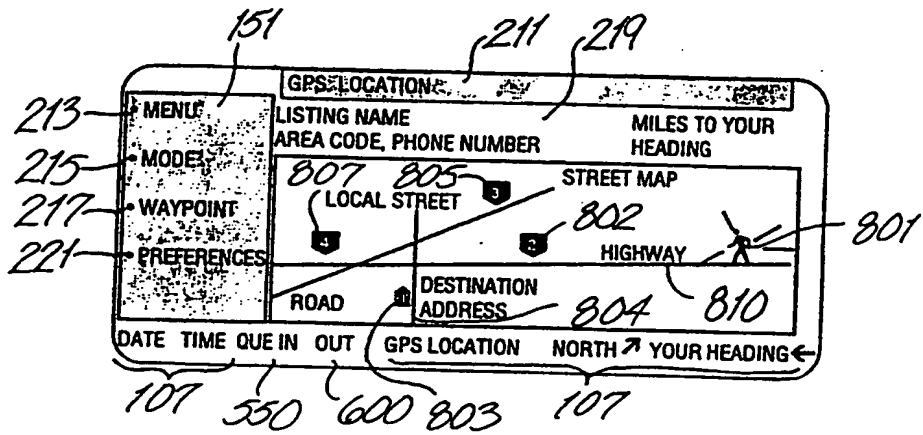 151
211
219
GPS LOCATION
213
• MENU
LISTING NAME
MILES TO YOUR
AREA CODE, PHONE NUMBER
HEADING
215
• MODE
807
805
3
STREET MAP
LOCAL STREET
802
801
217
• WAYPOINT
4
HIGHWAY
221
• PREFERENCES
DESTINATION
ROAD
ADDRESS
804
810
DATE TIME QUE IN OUT GPS LOCATION NORTH ↗ YOUR HEADING ←
107
550
600
803
107